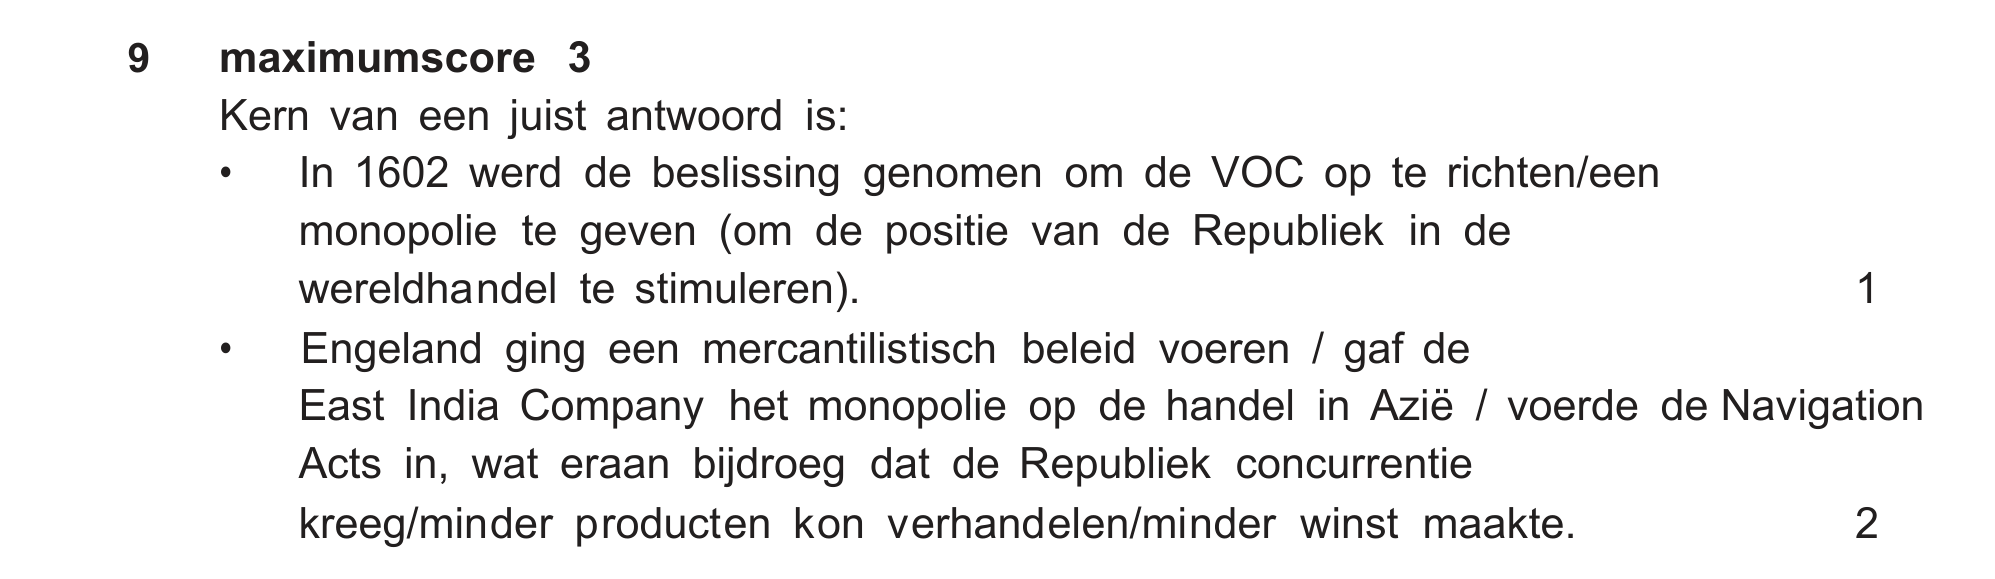 9 maximumscore 3
Kern van een juist antwoord is:
• In 1602 werd de beslissing genomen om de VOC op te richten/een
monopolie te geven (om de positie van de Republiek in de
wereldhandel te stimuleren). 1
• Engeland ging een mercantilistisch beleid voeren / gaf de
East India Company het monopolie op de handel in Azië / voerde de Navigation
Acts in, wat eraan bijdroeg dat de Republiek concurrentie
kreeg/minder producten kon verhandelen/minder winst maakte. 2